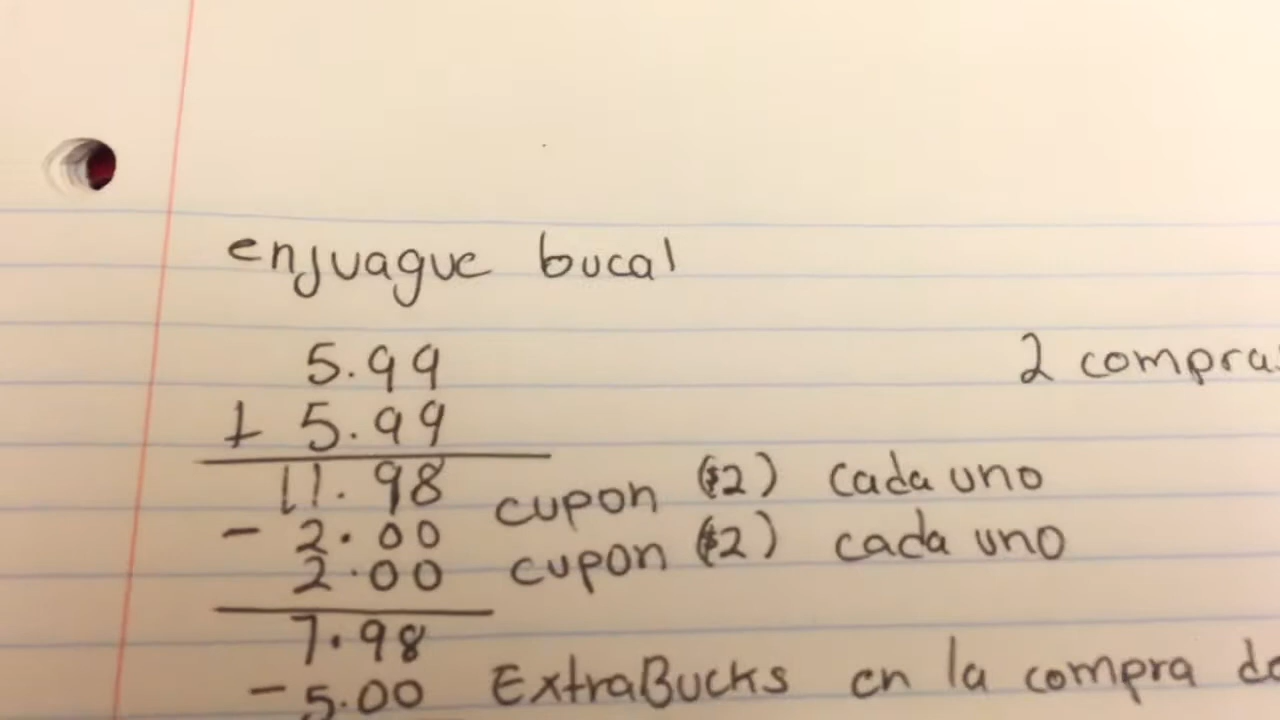 enjuague bucal
5.99
2 compras
+ 5.99
11.98 cupon ($2) cada uno
- 2.00 cupon ($2) cada uno
2.00
7.98
- 5.00 ExtraBucks en la compra